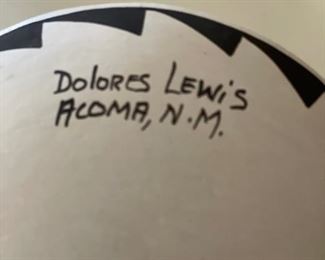 Dolores Lewis
Acoma, N.M.